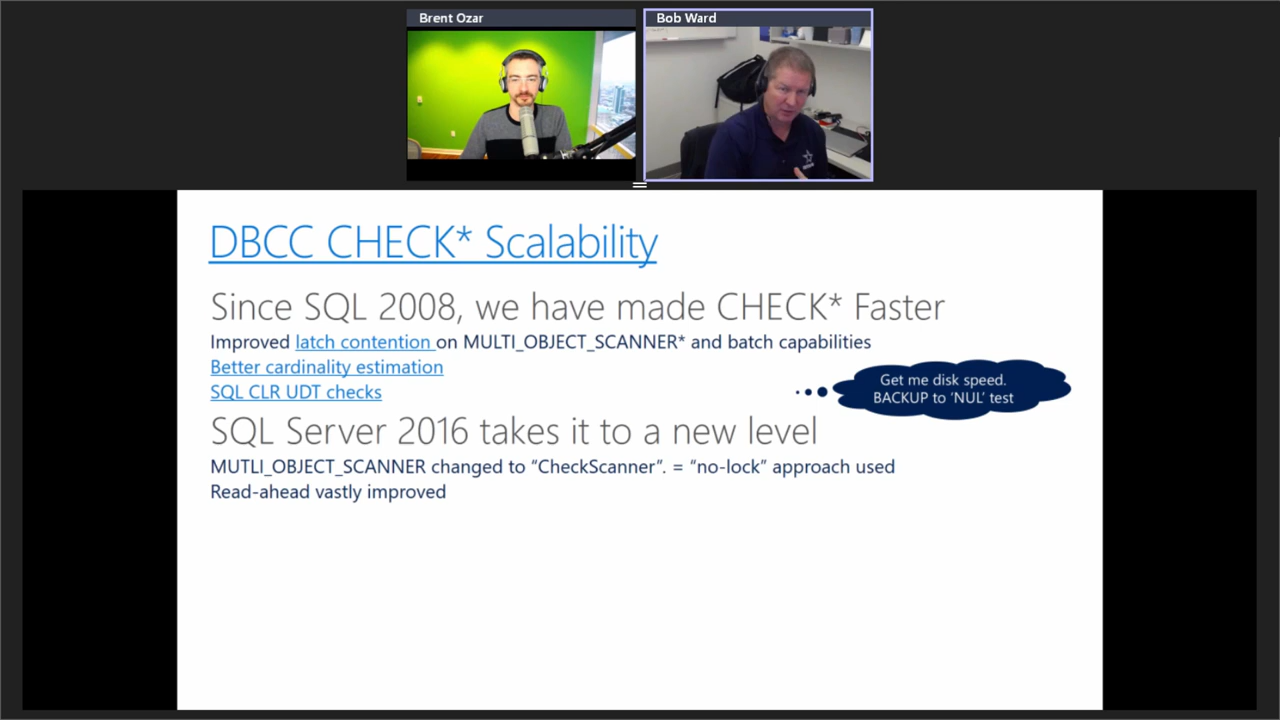 Brent Ozar
Bob Ward
DBCC CHECK* Scalability
Since SQL 2008, we have made CHECK* Faster
Improved latch contention on MULTI_OBJECT_SCANNER* and batch capabilities
Better cardinality estimation
SQL CLR UDT checks
Get me disk speed.
BACKUP to ‘NUL’ test
SQL Server 2016 takes it to a new level
MUTLI_OBJECT_SCANNER changed to “CheckScanner”. = “no-lock” approach used
Read-ahead vastly improved